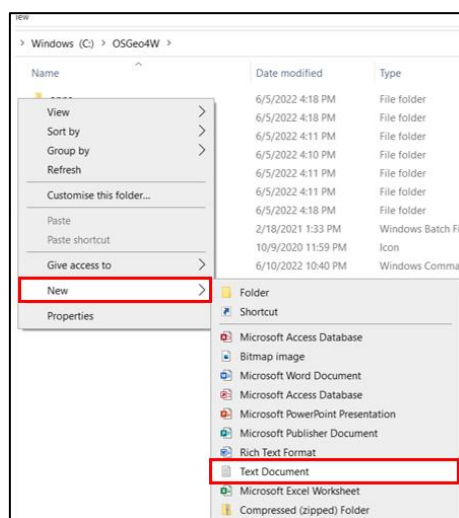 iew
> Windows (C:) > OSGeo4W >
Name Date modified Type
6/5/2022 4:18 PM File folder
View > 6/5/2022 4:18 PM File folder
Sort by > 6/5/2022 4:11 PM File folder
Group by > 6/5/2022 4:10 PM File folder
Refresh 6/5/2022 4:11 PM File folder
Customise this folder... 6/5/2022 4:11 PM File folder
6/5/2022 4:18 PM File folder
Paste 2/18/2021 1:33 PM Windows Batch Fi
Paste shortcut 10/9/2020 11:59 PM Icon
Give access to > 6/10/2022 10:40 PM Windows Comma
New >
Folder
Properties
Shortcut
Microsoft Access Database
Bitmap image
Microsoft Word Document
Microsoft Access Database
Microsoft PowerPoint Presentation
Microsoft Publisher Document
Rich Text Format
Text Document
Microsoft Excel Worksheet
Compressed (zipped) Folder